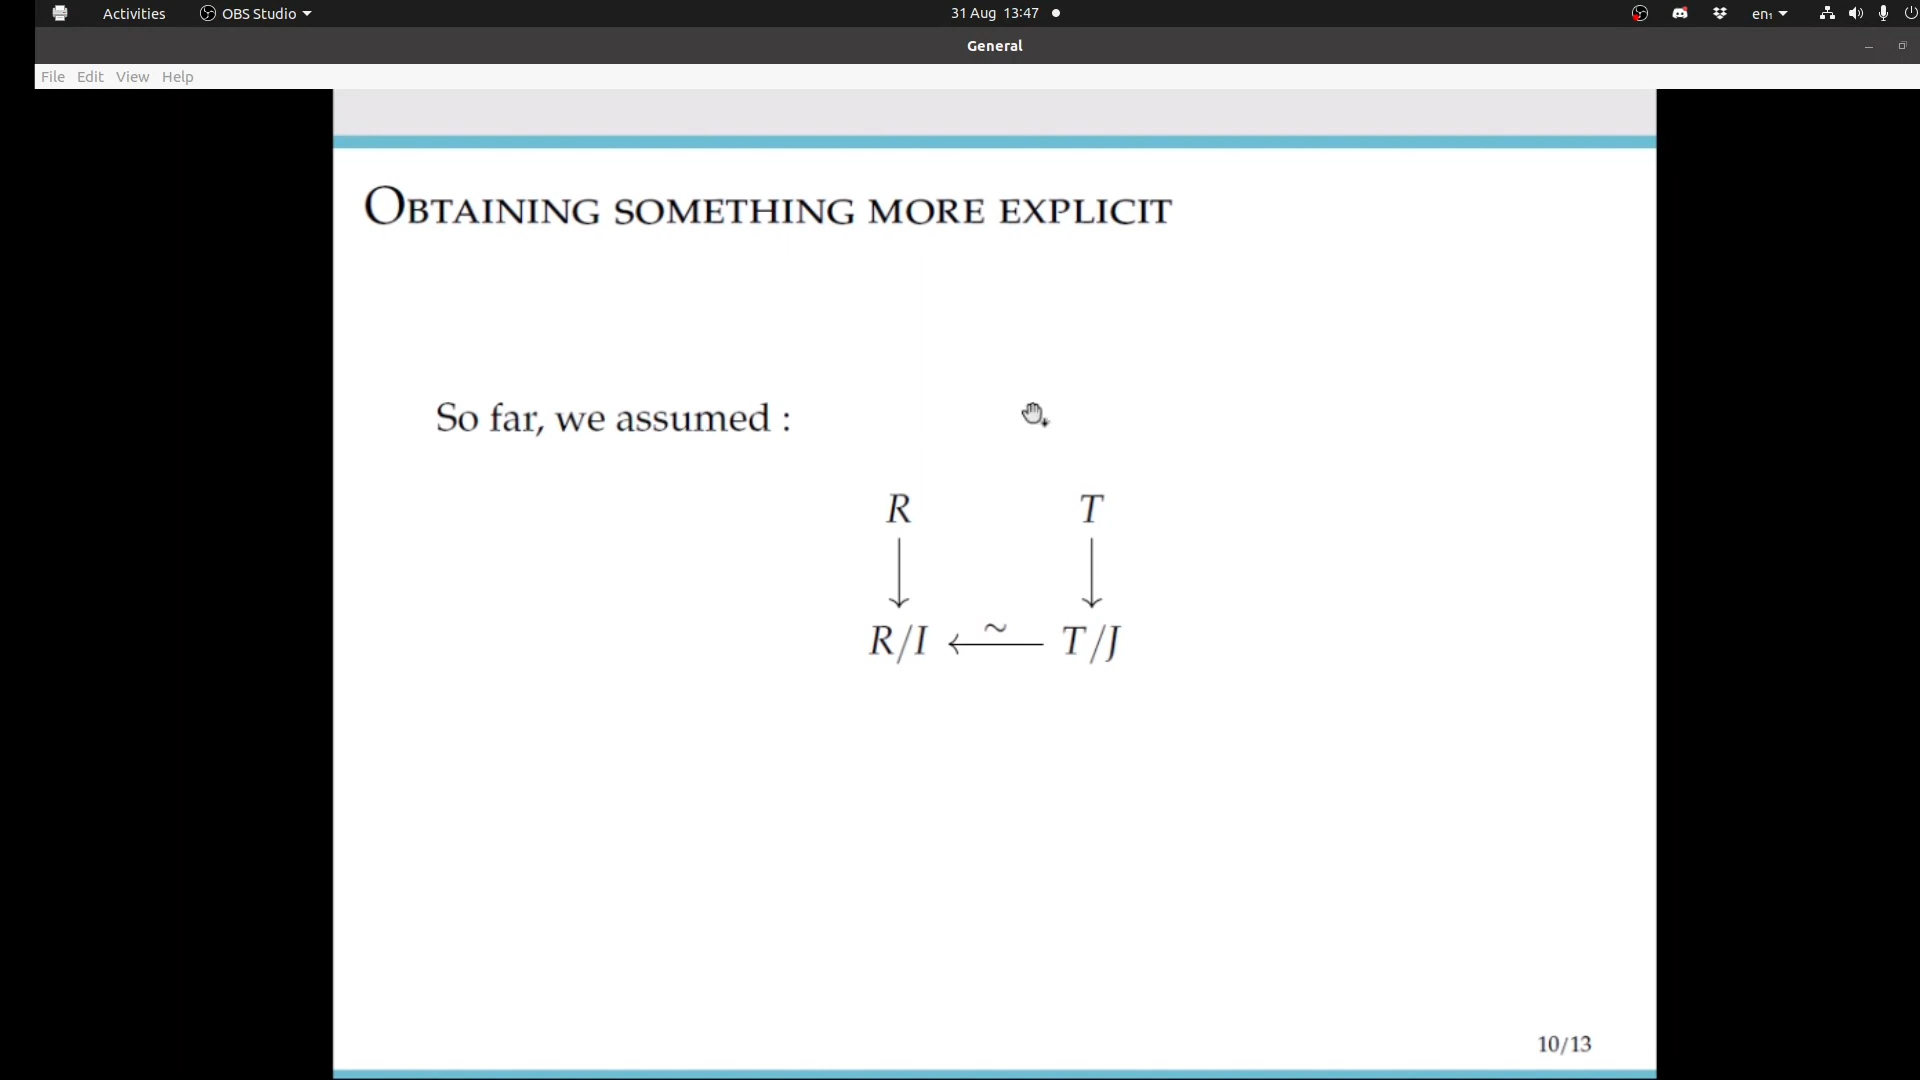 Activities OBS Studio 31 Aug 13:47 en₁
General
File Edit View Help
OBTAINING SOMETHING MORE EXPLICIT
So far, we assumed :
R T
R/I ∼ T/J
10/13